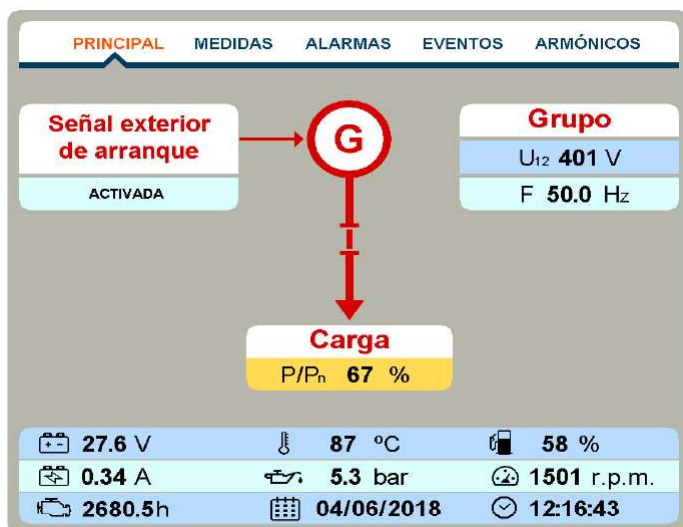 PRINCIPAL MEDIDAS ALARMAS EVENTOS ARMÓNICOS
Señal exterior
de arranque
ACTIVADA
G
Grupo
U₁₂ 401 V
F 50.0 Hz
Carga
P/Pₙ 67 %
27.6 V 87 ºC 58 %
0.34 A 5.3 bar 1501 r.p.m.
2680.5h 04/06/2018 12:16:43